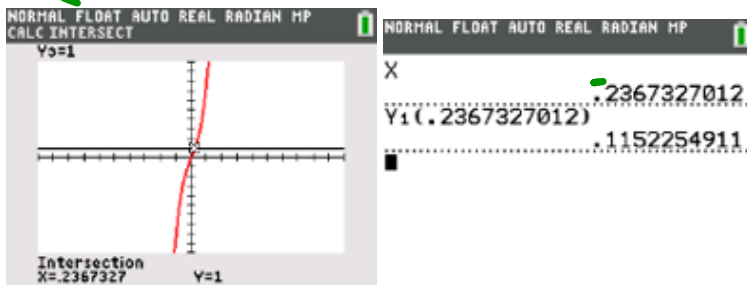 NORMAL FLOAT AUTO REAL RADIAN MP
CALC INTERSECT
Y3=1
Intersection
X=.2367327 Y=1
NORMAL FLOAT AUTO REAL RADIAN MP
X
.2367327012
Y₁(.2367327012)
.1152254911